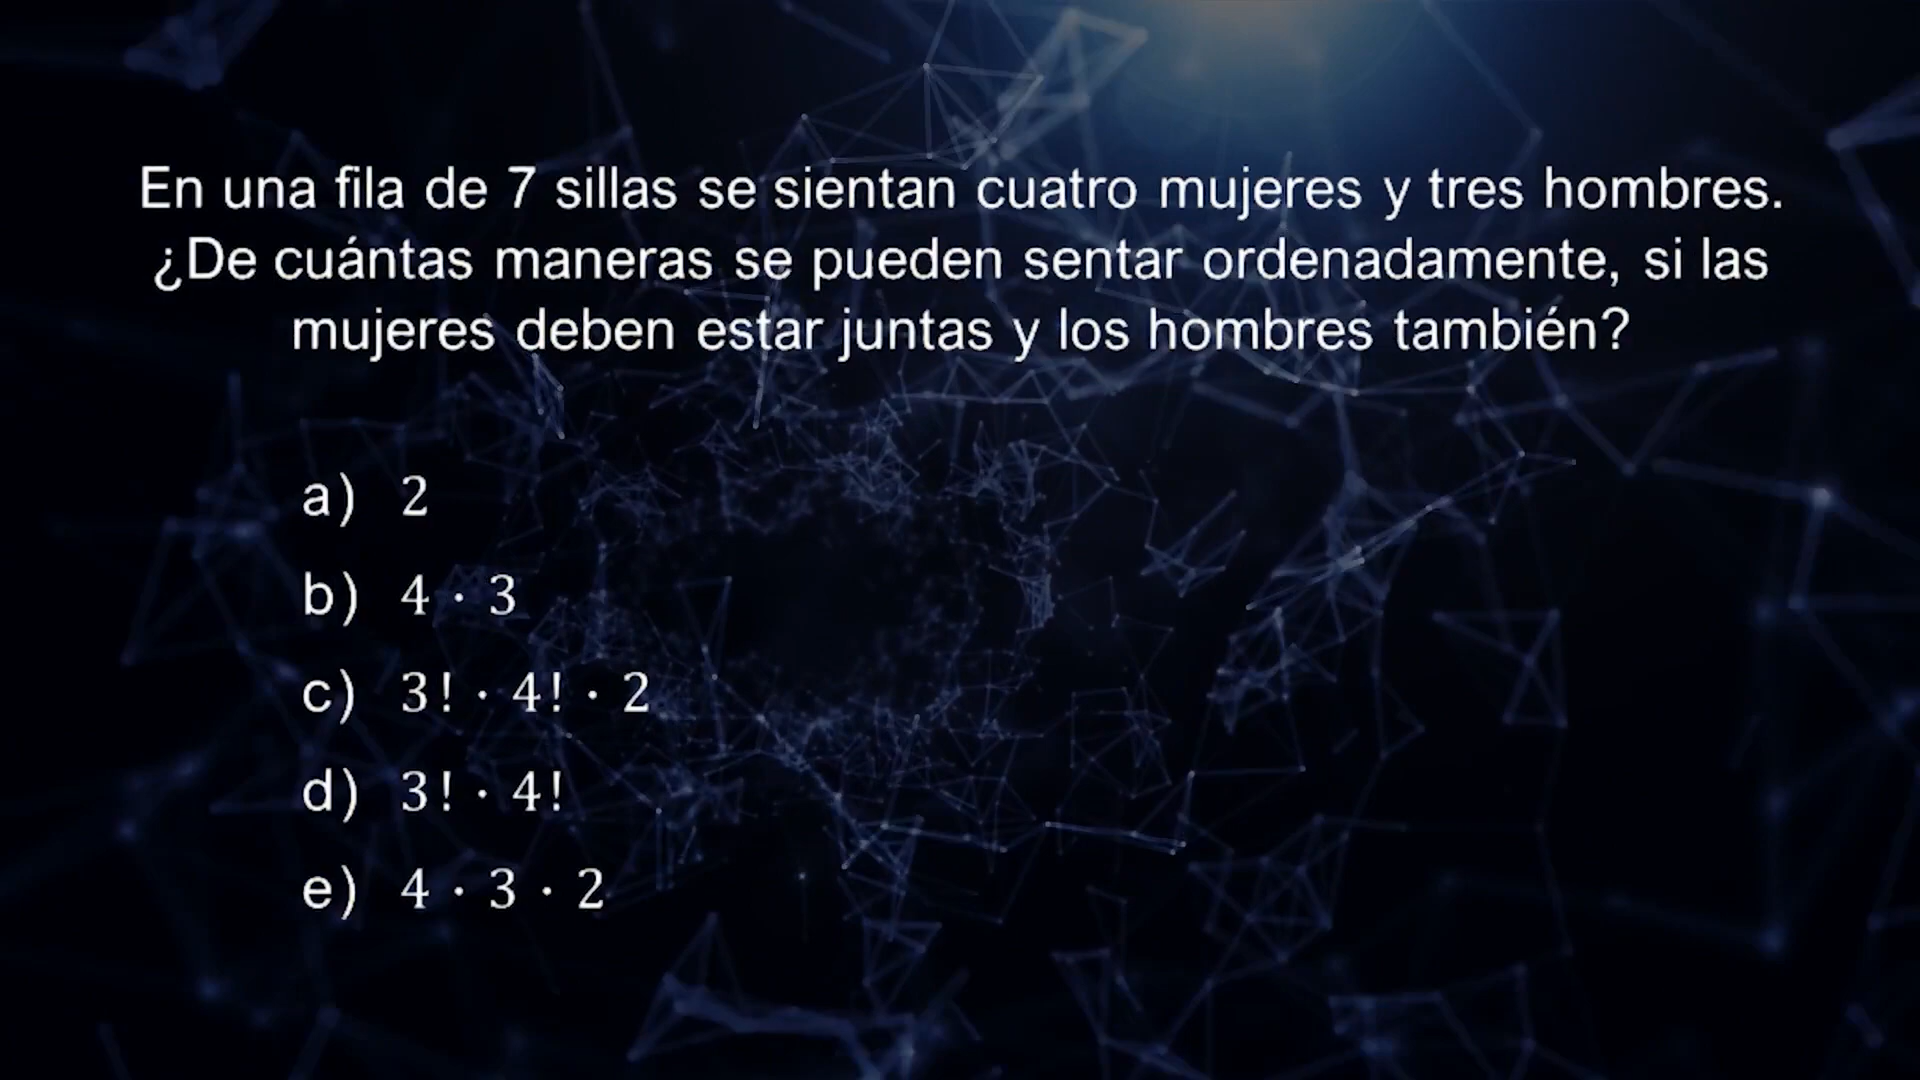 En una fila de 7 sillas se sientan cuatro mujeres y tres hombres.
¿De cuántas maneras se pueden sentar ordenadamente, si las
mujeres deben estar juntas y los hombres también?
a) 2
b) 4 · 3
c) 3! · 4! · 2
d) 3! · 4!
e) 4 · 3 · 2